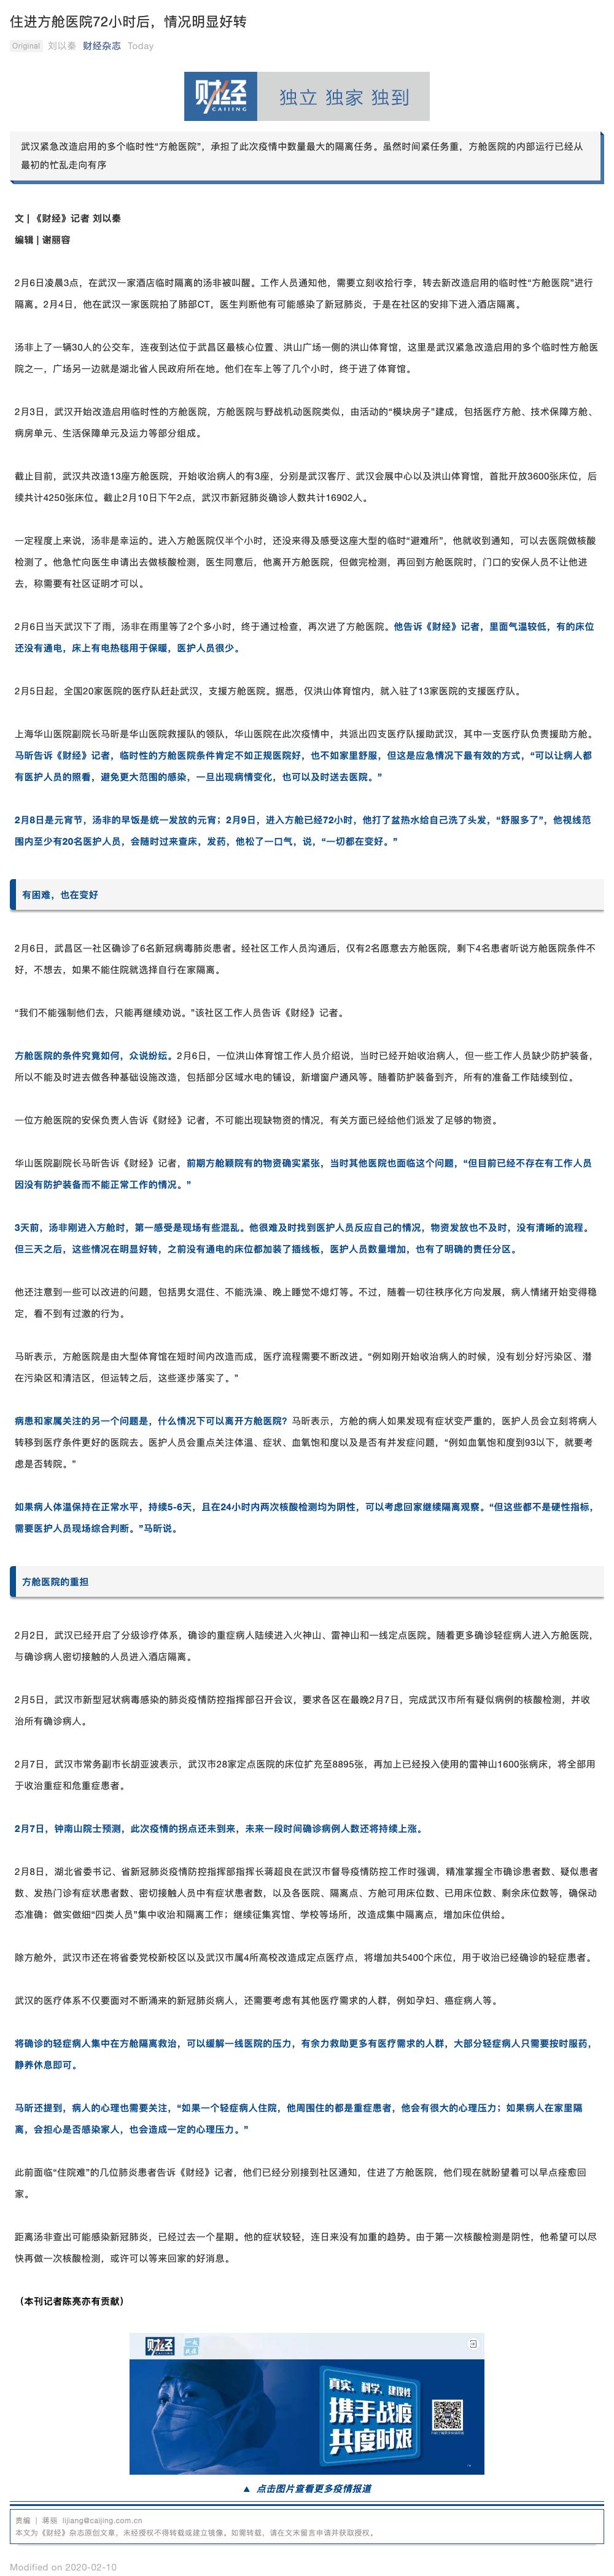 住进方舱医院72小时后，情况明显好转
Original 刘以秦 财经杂志 Today
财经
CAIJING
独立 独家 独到
武汉紧急改造启用的多个临时性“方舱医院”，承担了此次疫情中数量最大的隔离任务。虽然时间紧任务重，方舱医院的内部运行已经从
最初的忙乱走向有序
文 | 《财经》记者 刘以秦
编辑 | 谢丽容
2月6日凌晨3点，在武汉一家酒店临时隔离的汤非被叫醒。工作人员通知他，需要立刻收拾行李，转去新改造启用的临时性“方舱医院”进行
隔离。2月4日，他在武汉一家医院拍了肺部CT，医生判断他有可能感染了新冠肺炎，于是在社区的安排下进入酒店隔离。
汤非上了一辆30人的公交车，连夜到达位于武昌区最核心位置、洪山广场一侧的洪山体育馆，这里是武汉紧急改造启用的多个临时性方舱医
院之一，广场另一边就是湖北省人民政府所在地。他们在车上等了几个小时，终于进了体育馆。
2月3日，武汉开始改造启用临时性的方舱医院，方舱医院与野战机动医院类似，由活动的“模块房子”建成，包括医疗方舱、技术保障方舱、
病房单元、生活保障单元及运力等部分组成。
截止目前，武汉共改造13座方舱医院，开始收治病人的有3座，分别是武汉客厅、武汉会展中心以及洪山体育馆，首批开放3600张床位，后
续共计4250张床位。截止2月10日下午2点，武汉市新冠肺炎确诊人数共计16902人。
一定程度上来说，汤非是幸运的。进入方舱医院仅半个小时，还没来得及感受这座大型的临时“避难所”，他就收到通知，可以去医院做核酸
检测了。他急忙向医生申请出去做核酸检测，医生同意后，他离开方舱医院，但做完检测，再回到方舱医院时，门口的安保人员不让他进
去，称需要有社区证明才可以。
2月6日当天武汉下了雨，汤非在雨里等了2个多小时，终于通过检查，再次进了方舱医院。他告诉《财经》记者，里面气温较低，有的床位
还没有通电，床上有电热毯用于保暖，医护人员很少。
2月5日起，全国20家医院的医疗队赶赴武汉，支援方舱医院。据悉，仅洪山体育馆内，就入驻了13家医院的支援医疗队。
上海华山医院副院长马昕是华山医院救援队的领队，华山医院在此次疫情中，共派出四支医疗队援助武汉，其中一支医疗队负责援助方舱。
马昕告诉《财经》记者，临时性的方舱医院条件肯定不如正规医院好，也不如家里舒服，但这是应急情况下最有效的方式，“可以让病人都
有医护人员的照看，避免更大范围的感染，一旦出现病情变化，也可以及时送去医院。”
2月8日是元宵节，汤非的早饭是统一发放的元宵；2月9日，进入方舱已经72小时，他打了盆热水给自己洗了头发，“舒服多了”，他视线范
围内至少有20名医护人员，会随时过来查床，发药，他松了一口气，说，“一切都在变好。”
有困难，也在变好
2月6日，武昌区一社区确诊了6名新冠病毒肺炎患者。经社区工作人员沟通后，仅有2名愿意去方舱医院，剩下4名患者听说方舱医院条件不
好，不想去，如果不能住院就选择自行在家隔离。
“我们不能强制他们去，只能再继续劝说。”该社区工作人员告诉《财经》记者。
方舱医院的条件究竟如何，众说纷纭。2月6日，一位洪山体育馆工作人员介绍说，当时已经开始收治病人，但一些工作人员缺少防护装备，
所以不能及时进去做各种基础设施改造，包括部分区域水电的铺设，新增窗户通风等。随着防护装备到齐，所有的准备工作陆续到位。
一位方舱医院的安保负责人告诉《财经》记者，不可能出现缺物资的情况，有关方面已经给他们派发了足够的物资。
华山医院副院长马昕告诉《财经》记者，前期方舱颖院有的物资确实紧张，当时其他医院也面临这个问题，“但目前已经不存在有工作人员
因没有防护装备而不能正常工作的情况。”
3天前，汤非刚进入方舱时，第一感受是现场有些混乱。他很难及时找到医护人员反应自己的情况，物资发放也不及时，没有清晰的流程。
但三天之后，这些情况在明显好转，之前没有通电的床位都加装了插线板，医护人员数量增加，也有了明确的责任分区。
他还注意到一些可以改进的问题，包括男女混住、不能洗澡、晚上睡觉不熄灯等。不过，随着一切往秩序化方向发展，病人情绪开始变得稳
定，看不到有过激的行为。
马昕表示，方舱医院是由大型体育馆在短时间内改造而成，医疗流程需要不断改进。“例如刚开始收治病人的时候，没有划分好污染区、潜
在污染区和清洁区，但运转之后，这些逐步落实了。”
病患和家属关注的另一个问题是，什么情况下可以离开方舱医院？马昕表示，方舱的病人如果发现有症状变严重的，医护人员会立刻将病人
转移到医疗条件更好的医院去。医护人员会重点关注体温、症状、血氧饱和度以及是否有并发症问题，“例如血氧饱和度到93以下，就要考
虑是否转院。”
如果病人体温保持在正常水平，持续5-6天，且在24小时内两次核酸检测均为阴性，可以考虑回家继续隔离观察。“但这些都不是硬性指标，
需要医护人员现场综合判断。”马昕说。
方舱医院的重担
2月2日，武汉已经开启了分级诊疗体系，确诊的重症病人陆续进入火神山、雷神山和一线定点医院。随着更多确诊轻症病人进入方舱医院，
与确诊病人密切接触的人员进入酒店隔离。
2月5日，武汉市新型冠状病毒感染的肺炎疫情防控指挥部召开会议，要求各区在最晚2月7日，完成武汉市所有疑似病例的核酸检测，并收
治所有确诊病人。
2月7日，武汉市常务副市长胡亚波表示，武汉市28家定点医院的床位扩充至8895张，再加上已经投入使用的雷神山1600张病床，将全部用
于收治重症和危重症患者。
2月7日，钟南山院士预测，此次疫情的拐点还未到来，未来一段时间确诊病例人数还将持续上涨。
2月8日，湖北省委书记、省新冠肺炎疫情防控指挥部指挥长蒋超良在武汉市督导疫情防控工作时强调，精准掌握全市确诊患者数、疑似患者
数、发热门诊有症状患者数、密切接触人员中有症状患者数，以及各医院、隔离点、方舱可用床位数、已用床位数、剩余床位数等，确保动
态准确；做实做细“四类人员”集中收治和隔离工作；继续征集宾馆、学校等场所，改造成集中隔离点，增加床位供给。
除方舱外，武汉市还在将省委党校新校区以及武汉市属4所高校改造成定点医疗点，将增加共5400个床位，用于收治已经确诊的轻症患者。
武汉的医疗体系不仅要面对不断涌来的新冠肺炎病人，还需要考虑有其他医疗需求的人群，例如孕妇、癌症病人等。
将确诊的轻症病人集中在方舱隔离救治，可以缓解一线医院的压力，有余力救助更多有医疗需求的人群，大部分轻症病人只需要按时服药，
静养休息即可。
马昕还提到，病人的心理也需要关注，“如果一个轻症病人住院，他周围住的都是重症患者，他会有很大的心理压力；如果病人在家里隔
离，会担心是否感染家人，也会造成一定的心理压力。”
此前面临“住院难”的几位肺炎患者告诉《财经》记者，他们已经分别接到社区通知，住进了方舱医院，他们现在就盼望着可以早点痊愈回
家。
距离汤非查出可能感染新冠肺炎，已经过去一个星期。他的症状较轻，连日来没有加重的趋势。由于第一次核酸检测是阴性，他希望可以尽
快再做一次核酸检测，或许可以等来回家的好消息。
（本刊记者陈亮亦有贡献）
财经
真实、科学、建设性
携手战疫
共度时艰
▲ 点击图片查看更多疫情报道
责编 | 蒋丽 lijiang@caijing.com.cn
本文为《财经》杂志原创文章，未经授权不得转载或建立镜像。如需转载，请在文末留言申请并获取授权。
Modified on 2020-02-10